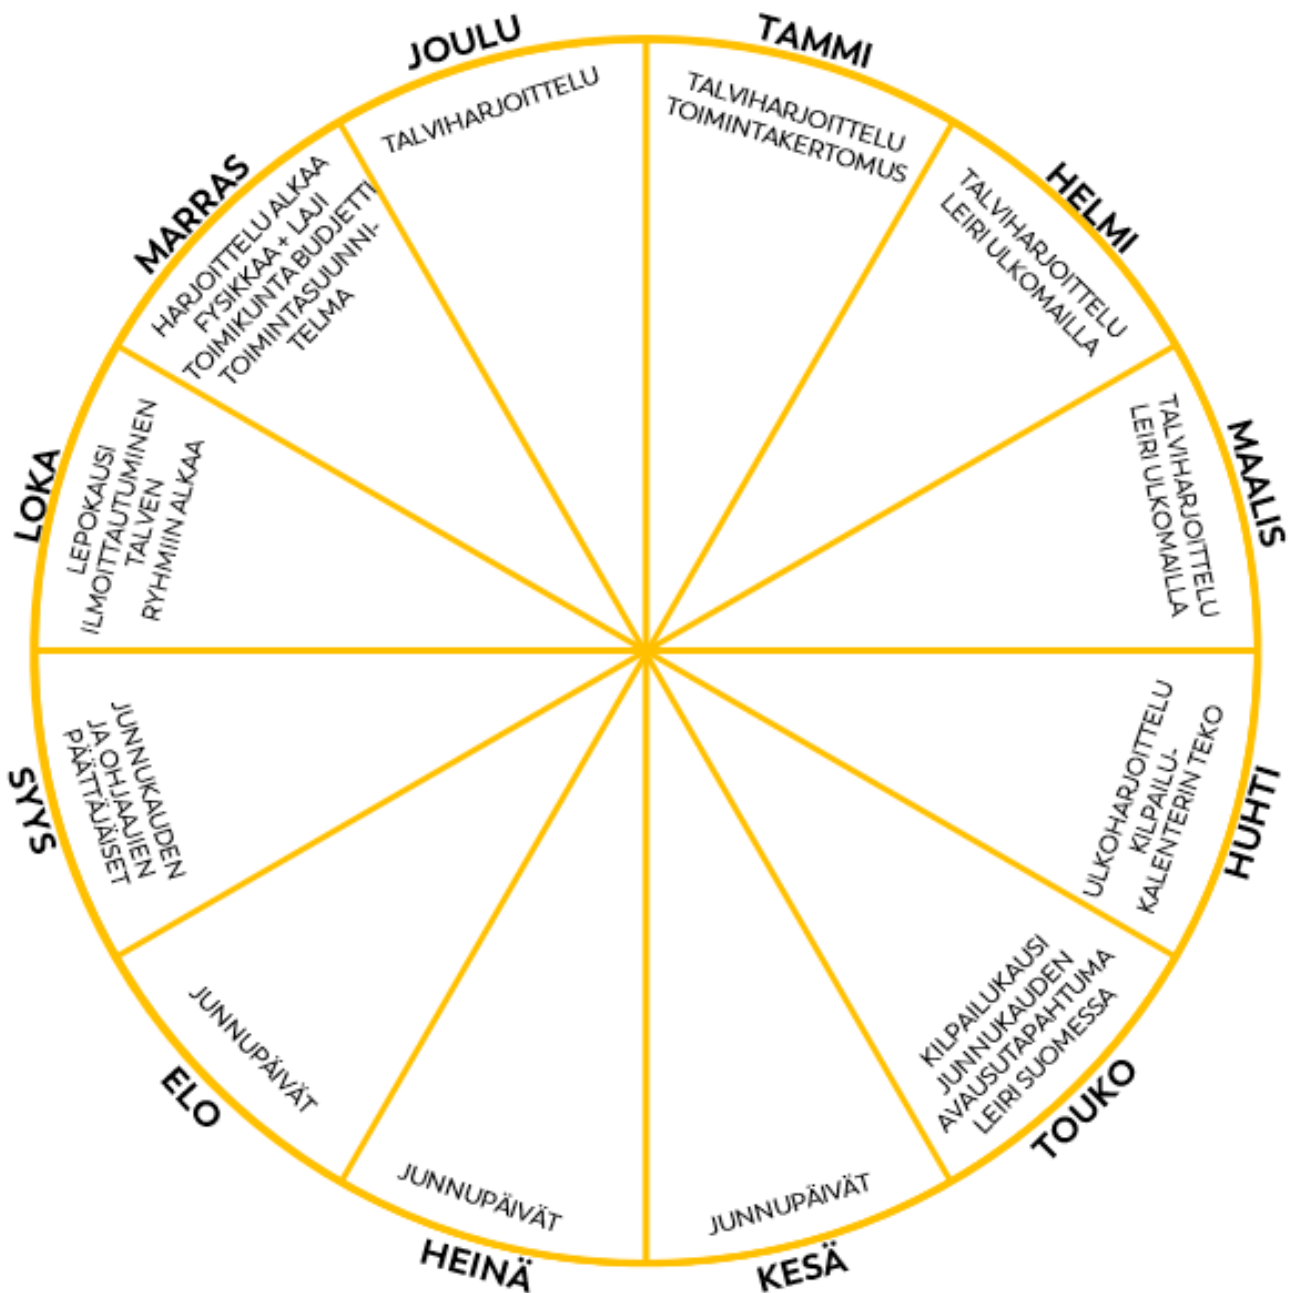 TAMMI
TALVIHARJOITTELU
TOIMINTAKERTOMUS
HELMI
TALVIHARJOITTELU
LEIRI ULKOMAILLA
MAALIS
TALVIHARJOITTELU
LEIRI ULKOMAILLA
HUHTI
ULKOHARJOITTELU
KILPAILU-
KALENTERIN TEKO
TOUKO
KILPAILUKAUSI
JUNNUKAUDEN
AVAUSUTAPAHTUMA
LEIRI SUOMESSA
KESÄ
JUNNUPÄIVÄT
HEINÄ
JUNNUPÄIVÄT
ELO
JUNNUPÄIVÄT
SYYS
JUNNUKAUDEN
JA OHJAAJIEN
PÄÄTTÄJÄISET
LOKA
LEPOKAUSI
ILMOITTAUTUMINEN
TALVEN
RYHMIIN ALKAA
MARRAS
HARJOITTELU ALKAA
FYSIKKAA + LAJI
TOIMIKUNTA BUDJETTI
TOIMINTASUUNNI-
TELMA
JOULU
TALVIHARJOITTELU